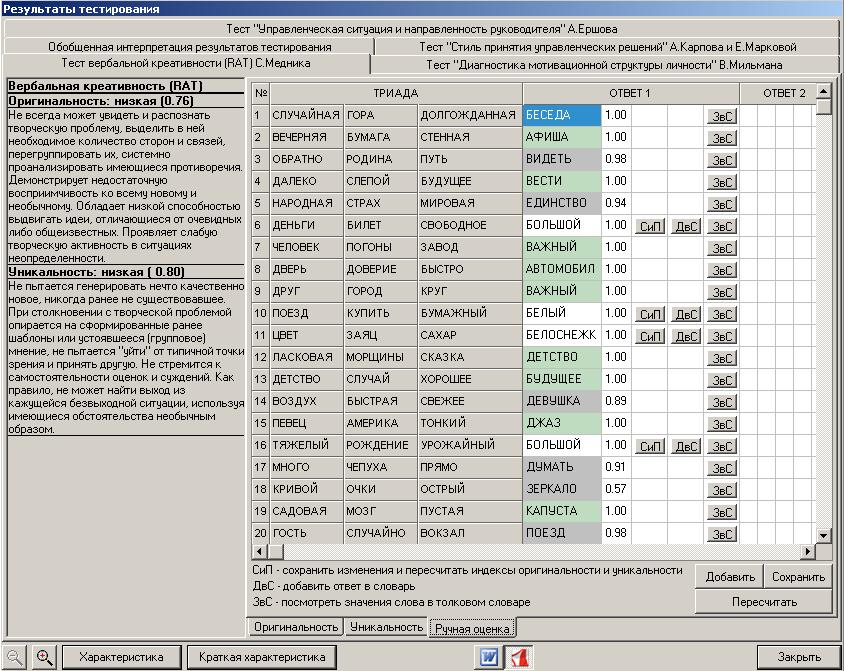 Результаты тестирования
Тест "Управленческая ситуация и направленность руководителя" А.Ершова
Обобщенная интерпретация результатов тестирования
Тест "Стиль принятия управленческих решений" А.Карпова и Е.Марковой
Тест вербальной креативности (RAT) С.Медника
Тест "Диагностика мотивационной структуры личности" В.Мильмана
Вербальная креативность (RAT)
Оригинальность: низкая (0.76)
Не всегда может увидеть и распознать
творческую проблему, выделить в ней
необходимое количество сторон и связей,
перегруппировать их, системно
проанализировать имеющиеся противоречия.
Демонстрирует недостаточную
восприимчивость ко всему новому и
необычному. Обладает низкой способностью
выдвигать идеи, отличающиеся от очевидных
либо общеизвестных. Проявляет слабую
творческую активность в ситуациях
неопределенности.
Уникальность: низкая ( 0.80)
Не пытается генерировать нечто качественно
новое, никогда ранее не существовавшее.
При столкновении с творческой проблемой
опирается на сформированные ранее
шаблоны или устоявшееся (групповое)
мнение, не пытается "уйти" от типичной точки
зрения и принять другую. Не стремится к
самостоятельности оценок и суждений. Как
правило, не может найти выход из
кажущейся безвыходной ситуации, используя
имеющиеся обстоятельства необычным
образом.
№ ТРИАДА ОТВЕТ 1 ОТВЕТ 2
1 СЛУЧАЙНАЯ ГОРА ДОЛГОЖДАННАЯ БЕСЕДА 1.00 ЗвС
2 ВЕЧЕРНЯЯ БУМАГА СТЕННАЯ АФИША 1.00 ЗвС
3 ОБРАТНО РОДИНА ПУТЬ ВИДЕТЬ 0.98 ЗвС
4 ДАЛЕКО СЛЕПОЙ БУДУЩЕЕ ВЕСТИ 1.00 ЗвС
5 НАРОДНАЯ СТРАХ МИРОВАЯ ЕДИНСТВО 0.94 ЗвС
6 ДЕНЬГИ БИЛЕТ СВОБОДНОЕ БОЛЬШОЙ 1.00 СиП ДвС ЗвС
7 ЧЕЛОВЕК ПОГОНЫ ЗАВОД ВАЖНЫЙ 1.00 ЗвС
8 ДВЕРЬ ДОВЕРИЕ БЫСТРО АВТОМОБИЛ 1.00 ЗвС
9 ДРУГ ГОРОД КРУГ ВАЖНЫЙ 1.00 ЗвС
10 ПОЕЗД КУПИТЬ БУМАЖНЫЙ БЕЛЫЙ 1.00 СиП ДвС ЗвС
11 ЦВЕТ ЗАЯЦ САХАР БЕЛОСНЕЖК 1.00 СиП ДвС ЗвС
12 ЛАСКОВАЯ МОРЩИНЫ СКАЗКА ДЕТСТВО 1.00 ЗвС
13 ДЕТСТВО СЛУЧАЙ ХОРОШЕЕ БУДУЩЕЕ 1.00 ЗвС
14 ВОЗДУХ БЫСТРАЯ СВЕЖЕЕ ДЕВУШКА 0.89 ЗвС
15 ПЕВЕЦ АМЕРИКА ТОНКИЙ ДЖАЗ 1.00 ЗвС
16 ТЯЖЕЛЫЙ РОЖДЕНИЕ УРОЖАЙНЫЙ БОЛЬШОЙ 1.00 СиП ДвС ЗвС
17 МНОГО ЧЕПУХА ПРЯМО ДУМАТЬ 0.91 ЗвС
18 КРИВОЙ ОЧКИ ОСТРЫЙ ЗЕРКАЛО 0.57 ЗвС
19 САДОВАЯ МОЗГ ПУСТАЯ КАПУСТА 1.00 ЗвС
20 ГОСТЬ СЛУЧАЙНО ВОКЗАЛ ПОЕЗД 0.98 ЗвС
СиП - сохранить изменения и пересчитать индексы оригинальности и уникальности
ДвС - добавить ответ в словарь
ЗвС - посмотреть значения слова в толковом словаре
Добавить Сохранить
Пересчитать
Оригинальность Уникальность Ручная оценка
Характеристика Краткая характеристика W Закрыть